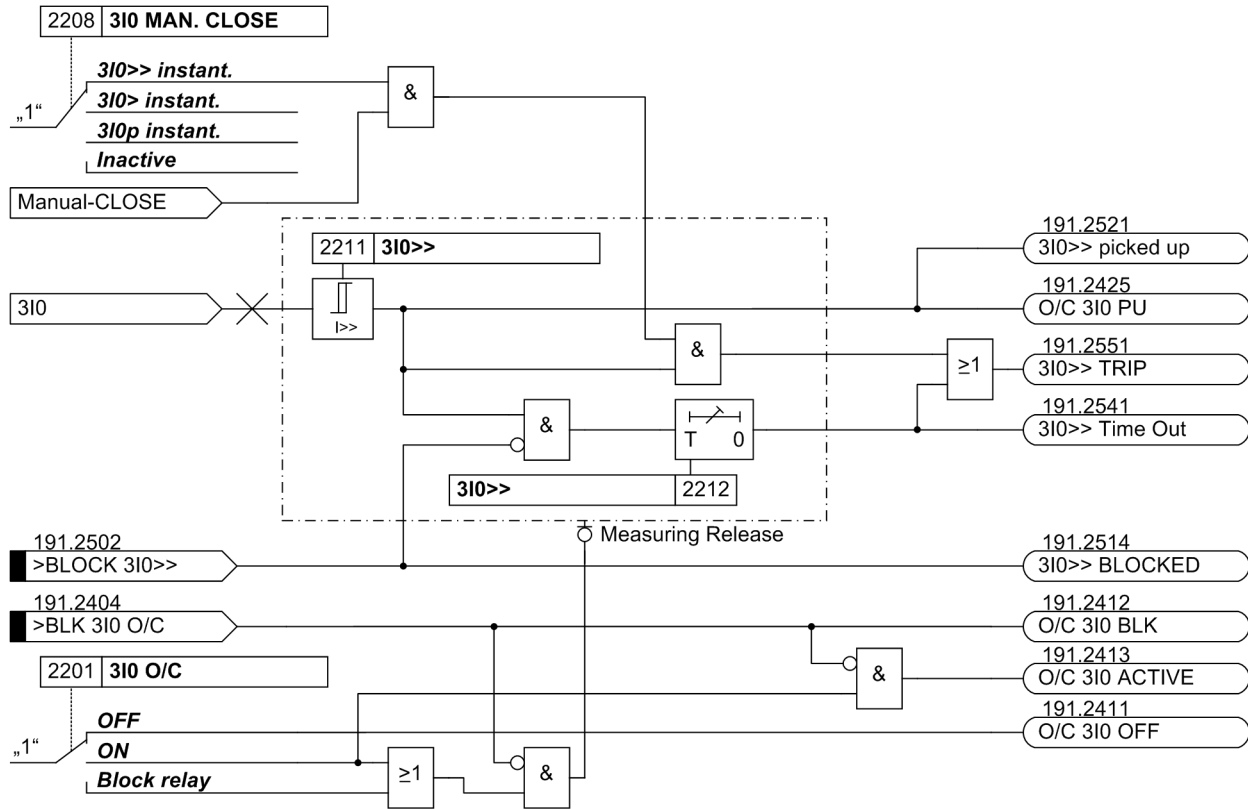 2208 3I0 MAN. CLOSE
3I0>> instant.
&
„1“
3I0> instant.
3I0p instant.
Inactive
Manual-CLOSE
2211 3I0>>
191.2521
3I0>> picked up
3I0
I>>
191.2425
O/C 3I0 PU
&
≥1
191.2551
3I0>> TRIP
&
T 0
191.2541
3I0>> Time Out
3I0>> 2212
Measuring Release
191.2502
>BLOCK 3I0>>
191.2514
3I0>> BLOCKED
191.2404
>BLK 3I0 O/C
191.2412
O/C 3I0 BLK
2201 3I0 O/C
&
191.2413
O/C 3I0 ACTIVE
OFF
191.2411
O/C 3I0 OFF
„1“
ON
≥1
&
Block relay